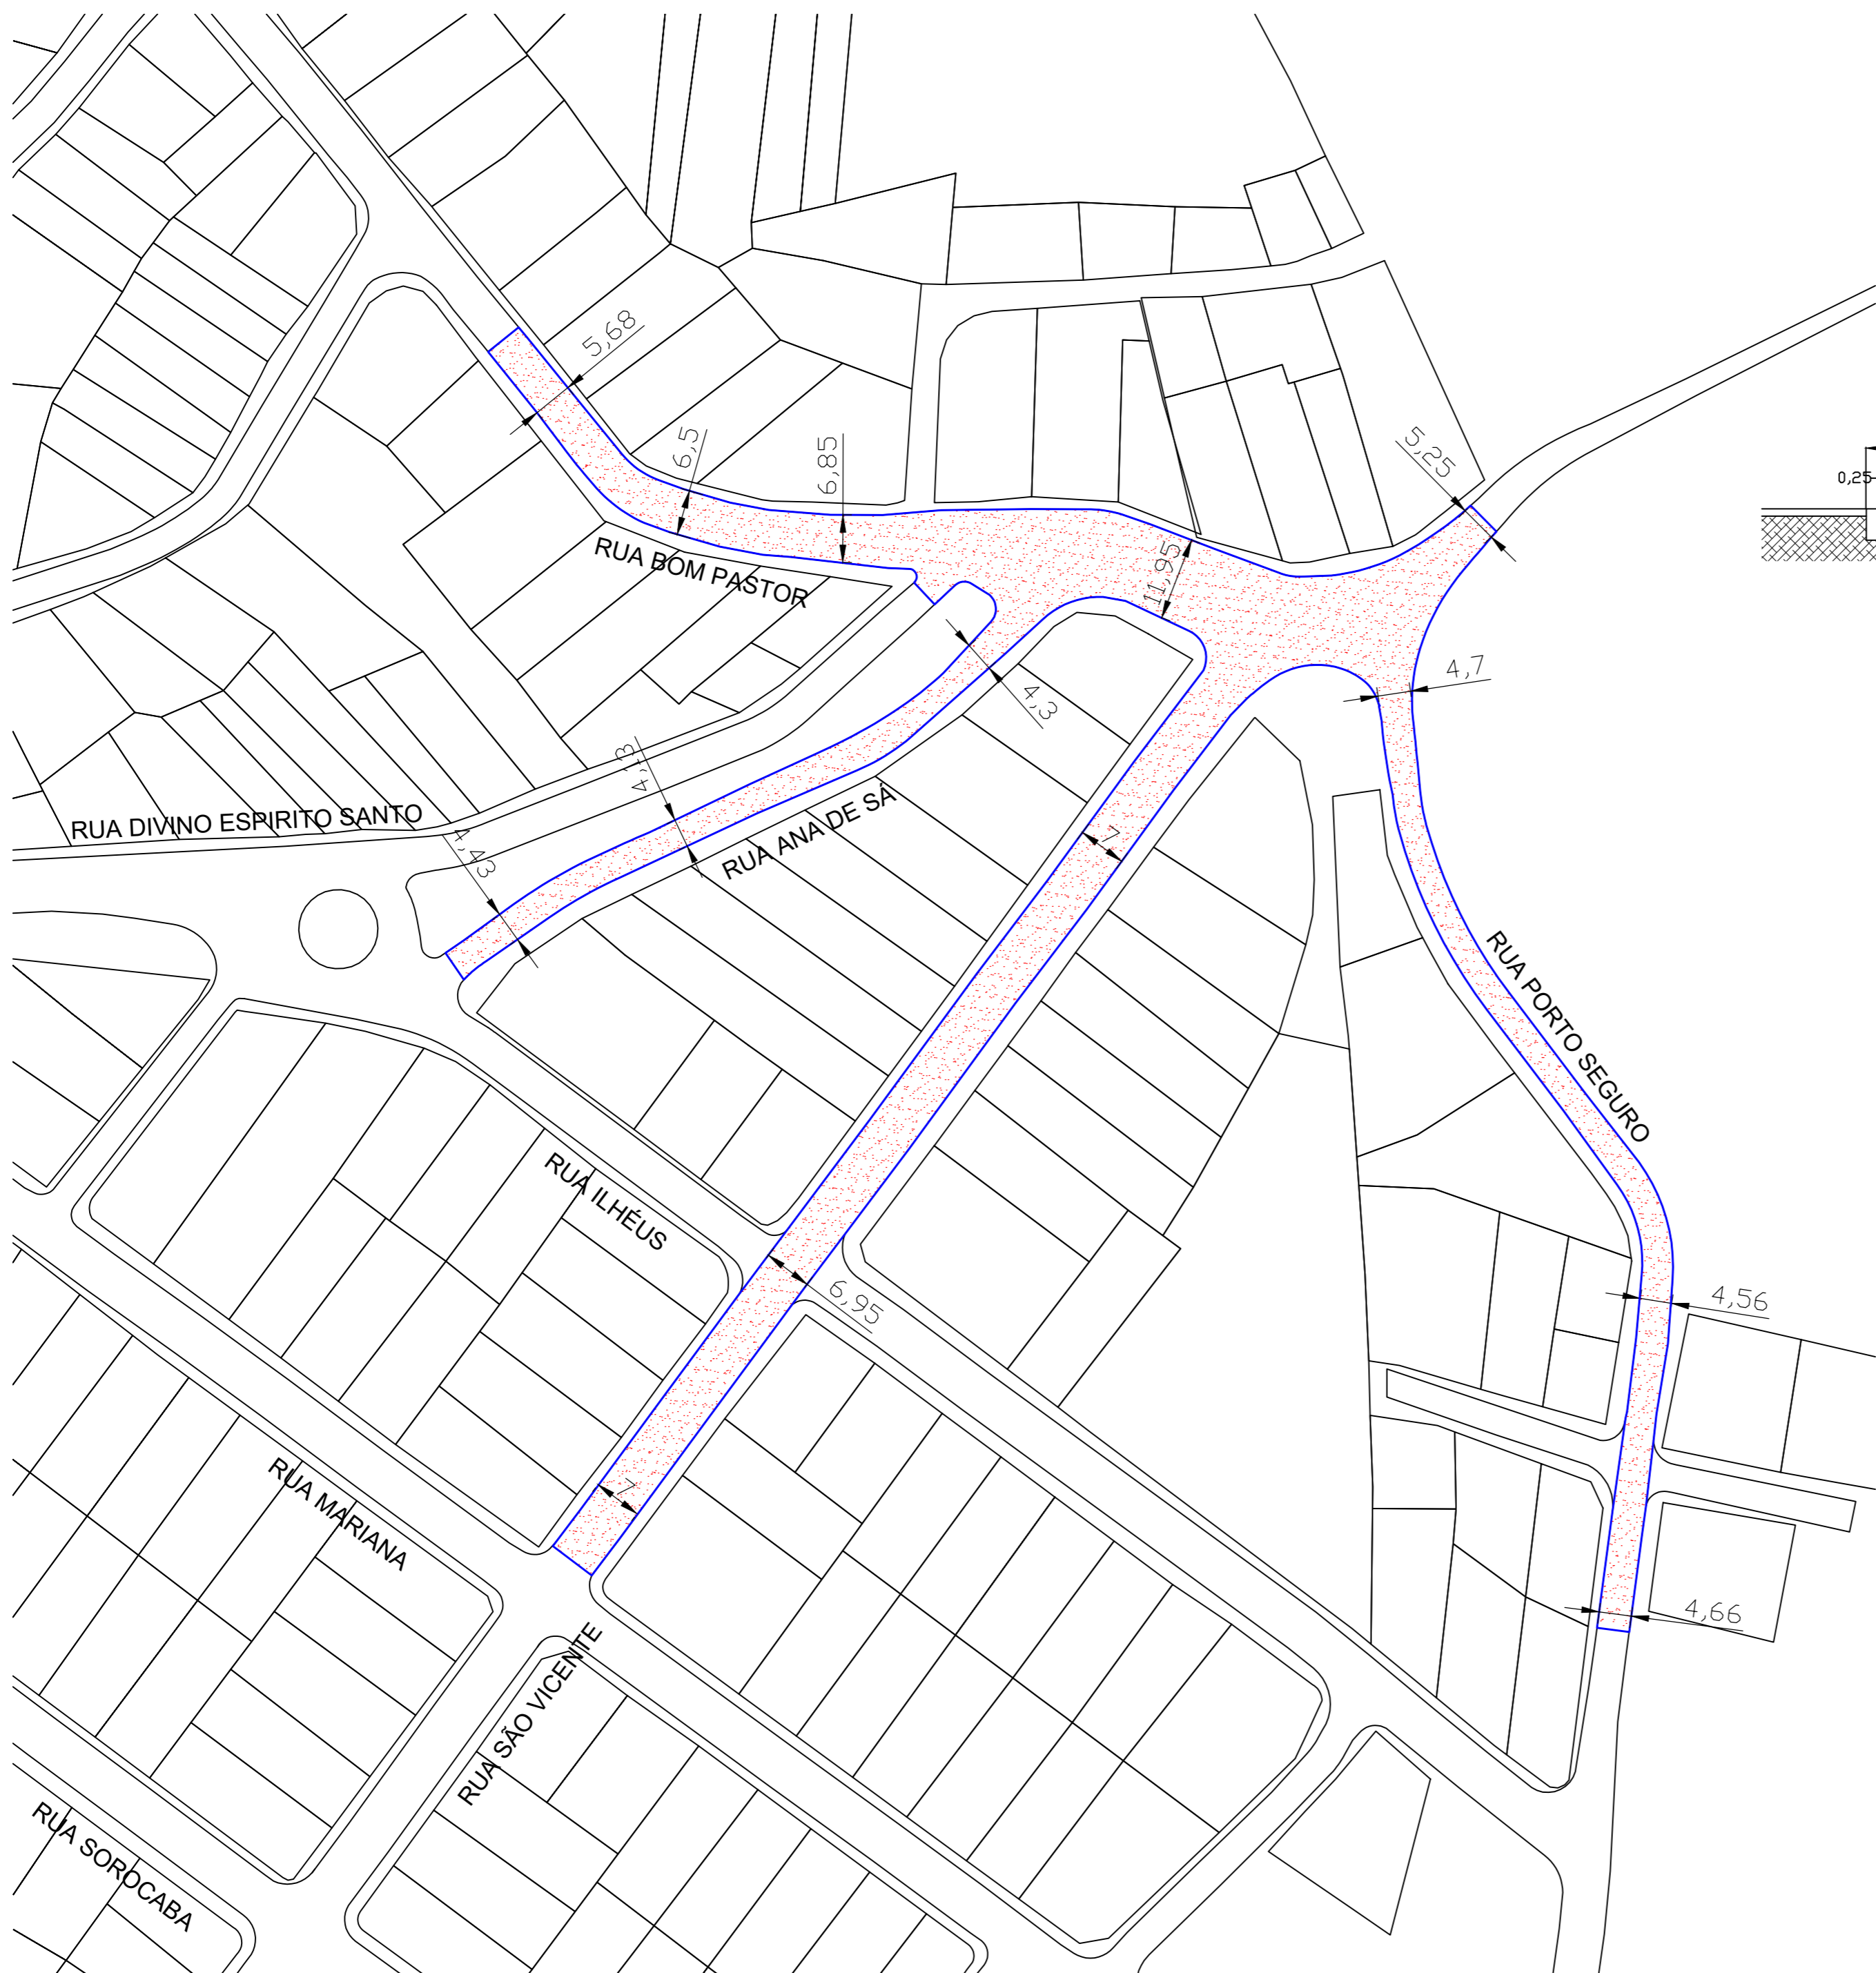 5,68
6,5
6,85
5,25
0,25
RUA BOM PASTOR
11,95
4,7
4,3
4,3
RUA DIVINO ESPIRITO SANTO
4,43
RUA ANA DE SÁ
7
RUA PORTO SEGURO
RUA ILHÉUS
6,95
4,56
RUA MARIANA
7
4,66
RUA SÃO VICENTE
RUA SOROCABA